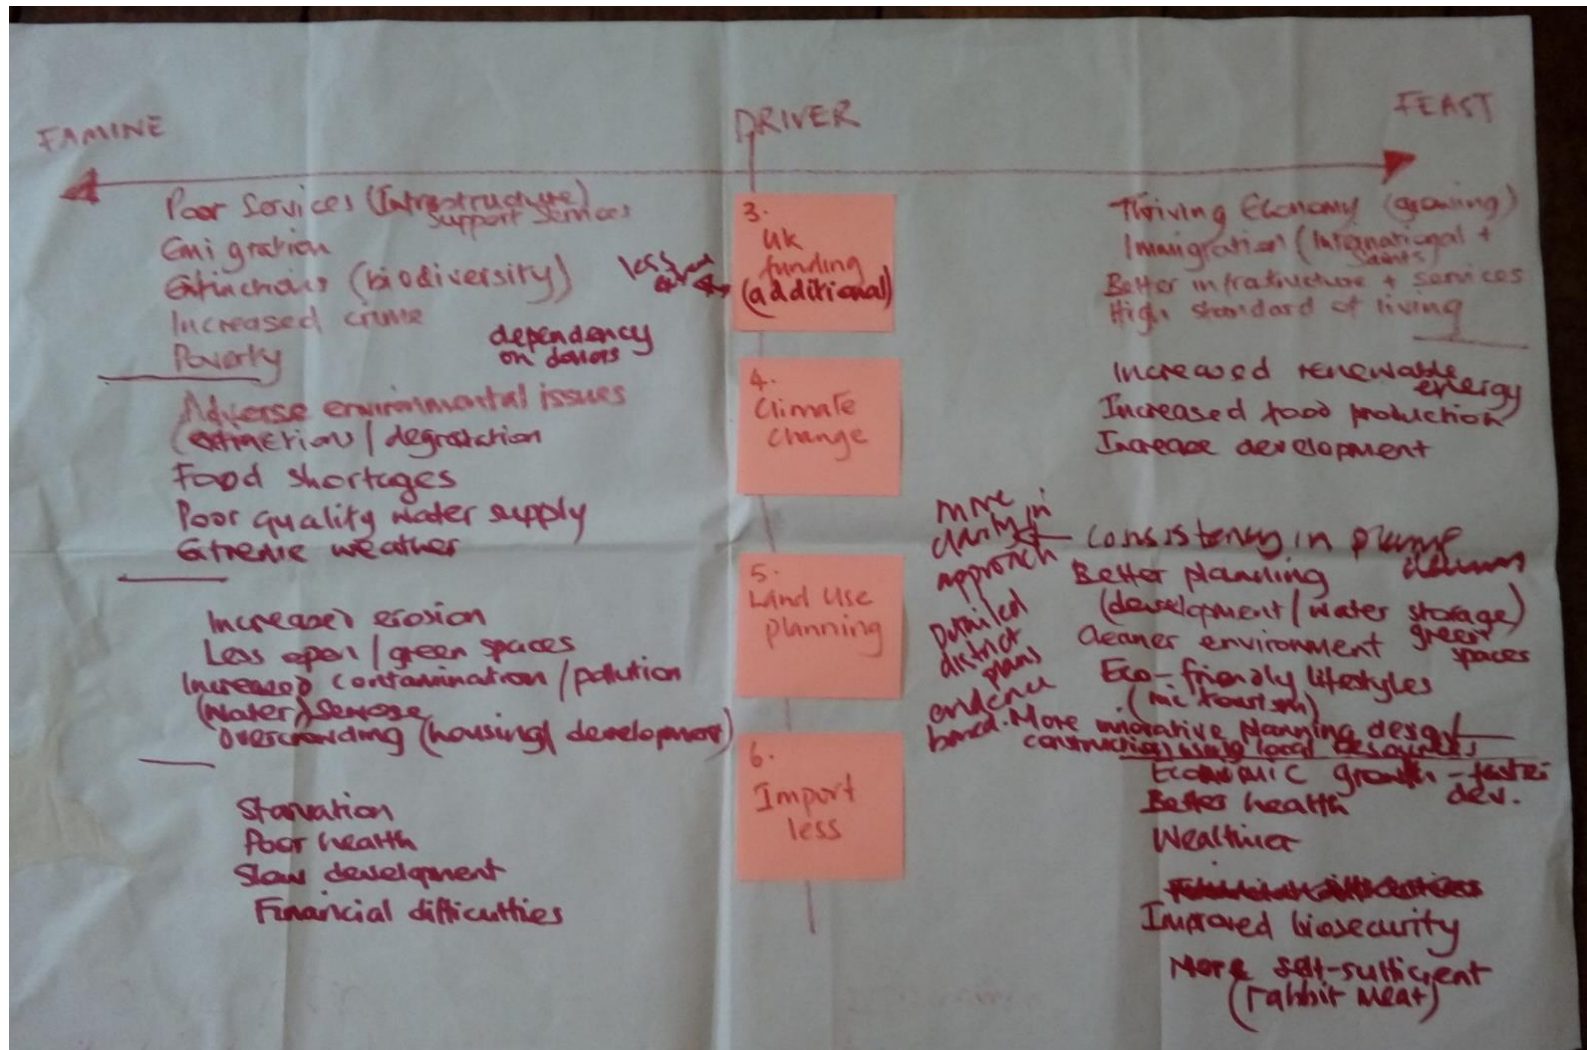 FAMINE
DRIVER
FEAST
Poor Services (Infrastructure)
support services
Emigration
Extinctions (biodiversity)
Increased crime
Poverty
dependency
on donors
less
3.
UK
funding
(additional)
Thriving Economy (growing)
Immigration (International +
Saints)
Better infrastructure + services
High standard of living
Adverse environmental issues
(extinctions / degradation
Food shortages
Poor quality water supply
Extreme weather
4.
Climate
change
Increased renewable
energy
Increased food production
Increase development
Increased erosion
Less open / green spaces
Increased contamination / pollution
(water) sewage
Overcrowding (housing / development)
5.
Land Use
planning
more
clarity in
approach
Detailed
district
plans
evidence
based.
Consistency in
Better planning
(development / water storage)
Cleaner environment green
spaces
Eco-friendly lifestyles
(inc tourism)
More innovative planning design
construction using local resources
Starvation
Poor health
Slow development
Financial difficulties
6.
Import
less
Economic growth - faster
dev.
Better health
Wealthier
Improved biosecurity
More self-sufficient
(rabbit meat)